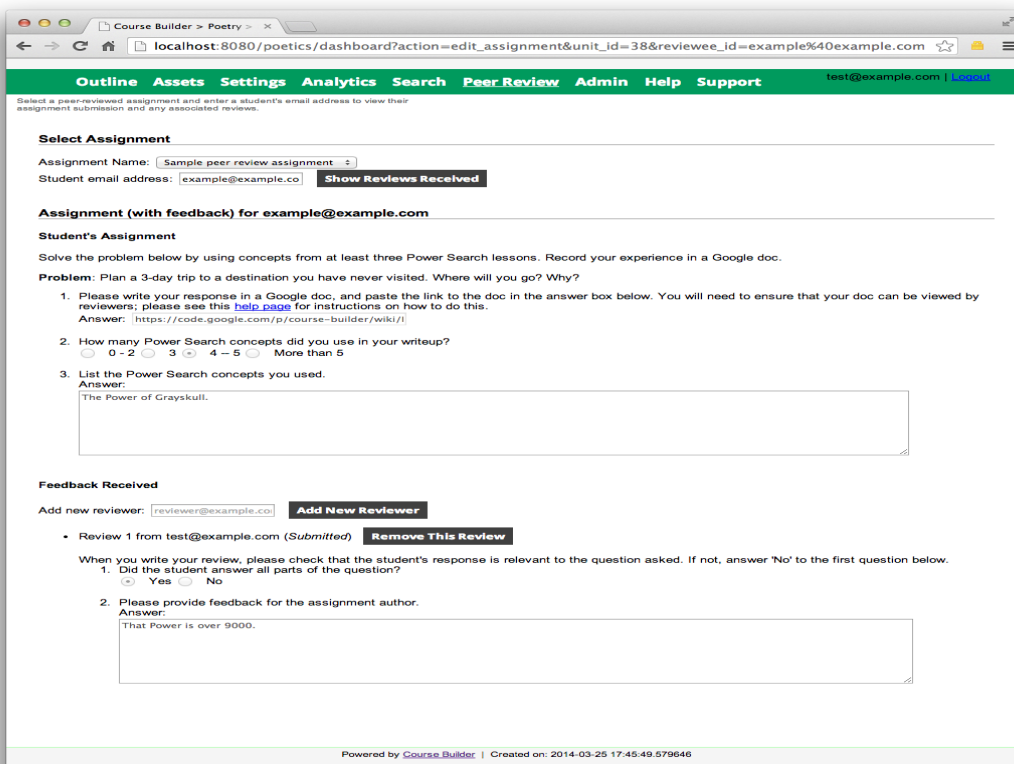 Course Builder > Poetry >
localhost:8080/poetics/dashboard?action=edit_assignment&unit_id=38&reviewee_id=example%40example.com
Outline Assets Settings Analytics Search Peer Review Admin Help Support test@example.com | Logout
Select a peer-reviewed assignment and enter a student's email address to view their
assignment submission and any associated reviews.
Select Assignment
Assignment Name: Sample peer review assignment
Student email address: example@example.co Show Reviews Received
Assignment (with feedback) for example@example.com
Student's Assignment
Solve the problem below by using concepts from at least three Power Search lessons. Record your experience in a Google doc.
Problem: Plan a 3-day trip to a destination you have never visited. Where will you go? Why?
1. Please write your response in a Google doc, and paste the link to the doc in the answer box below. You will need to ensure that your doc can be viewed by
reviewers; please see this help page for instructions on how to do this.
Answer: https://code.google.com/p/course-builder/wiki/I
2. How many Power Search concepts did you use in your writeup?
0 - 2 3 4 – 5 More than 5
3. List the Power Search concepts you used.
Answer:
The Power of Grayskull.
Feedback Received
Add new reviewer: reviewer@example.co Add New Reviewer
• Review 1 from test@example.com (Submitted) Remove This Review
When you write your review, please check that the student's response is relevant to the question asked. If not, answer 'No' to the first question below.
1. Did the student answer all parts of the question?
Yes No
2. Please provide feedback for the assignment author.
Answer:
That Power is over 9000.
Powered by Course Builder | Created on: 2014-03-25 17:45:49.579646